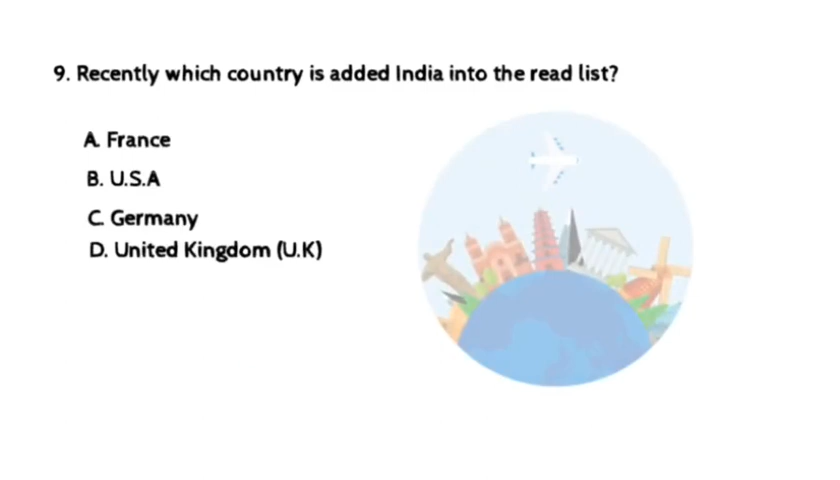 9. Recently which country is added India into the read list?
A. France
B. U.S.A
C. Germany
D. United Kingdom (U.K)